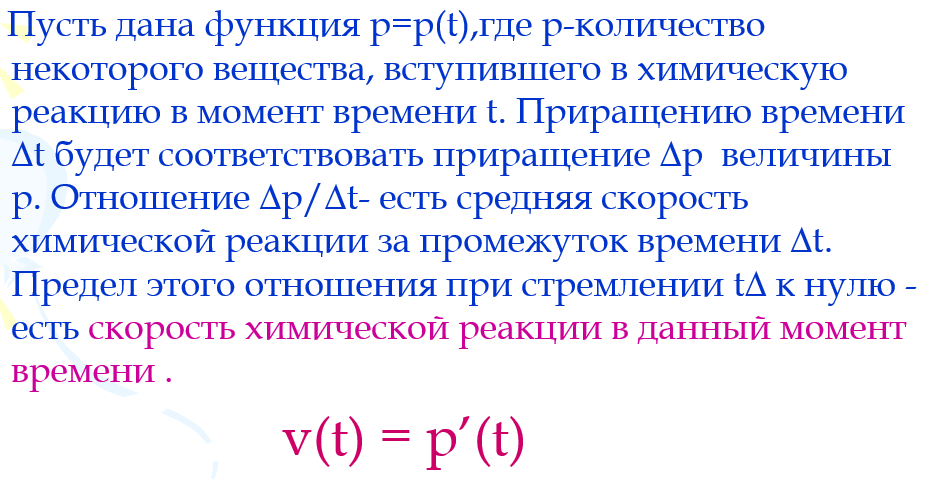 Пусть дана функция p=p(t),где p-количество
некоторого вещества, вступившего в химическую
реакцию в момент времени t. Приращению времени
Δt будет соответствовать приращение Δp величины
p. Отношение Δp/Δt- есть средняя скорость
химической реакции за промежуток времени Δt.
Предел этого отношения при стремлении tΔ к нулю -
есть скорость химической реакции в данный момент
времени .
v(t) = p′(t)